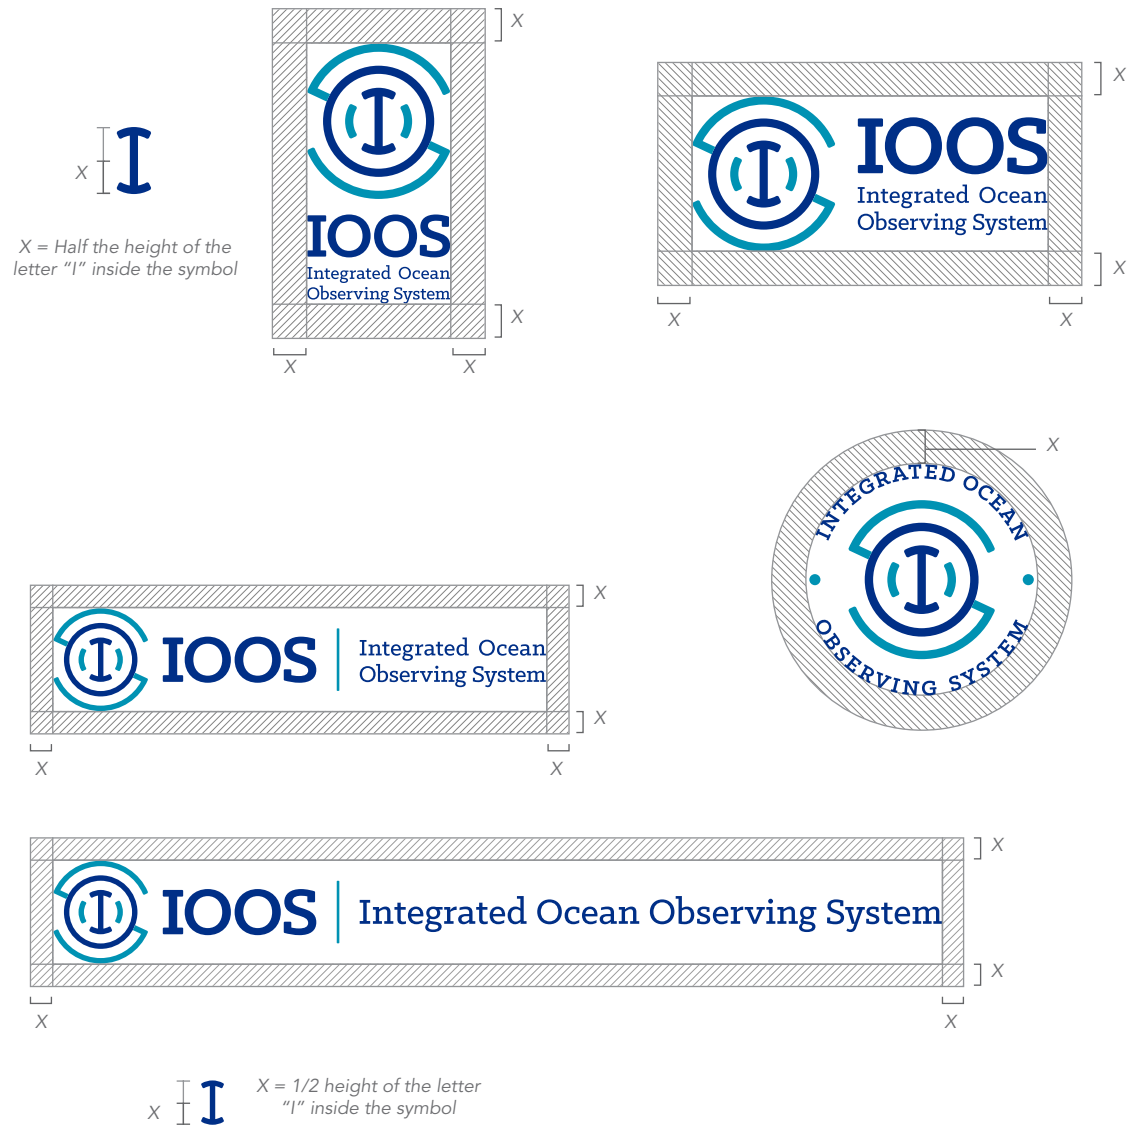 X
X = Half the height of the
letter “I” inside the symbol
I
IOOS
Integrated Ocean
Observing System
X
X
X
X
I
IOOS
Integrated Ocean
Observing System
X
X
X
X
INTEGRATED OCEAN
I
OBSERVING SYSTEM
X
I
IOOS
Integrated Ocean
Observing System
X
X
X
X
I
IOOS
Integrated Ocean Observing System
X
X
X
X
X
I
X = 1/2 height of the letter
“I” inside the symbol